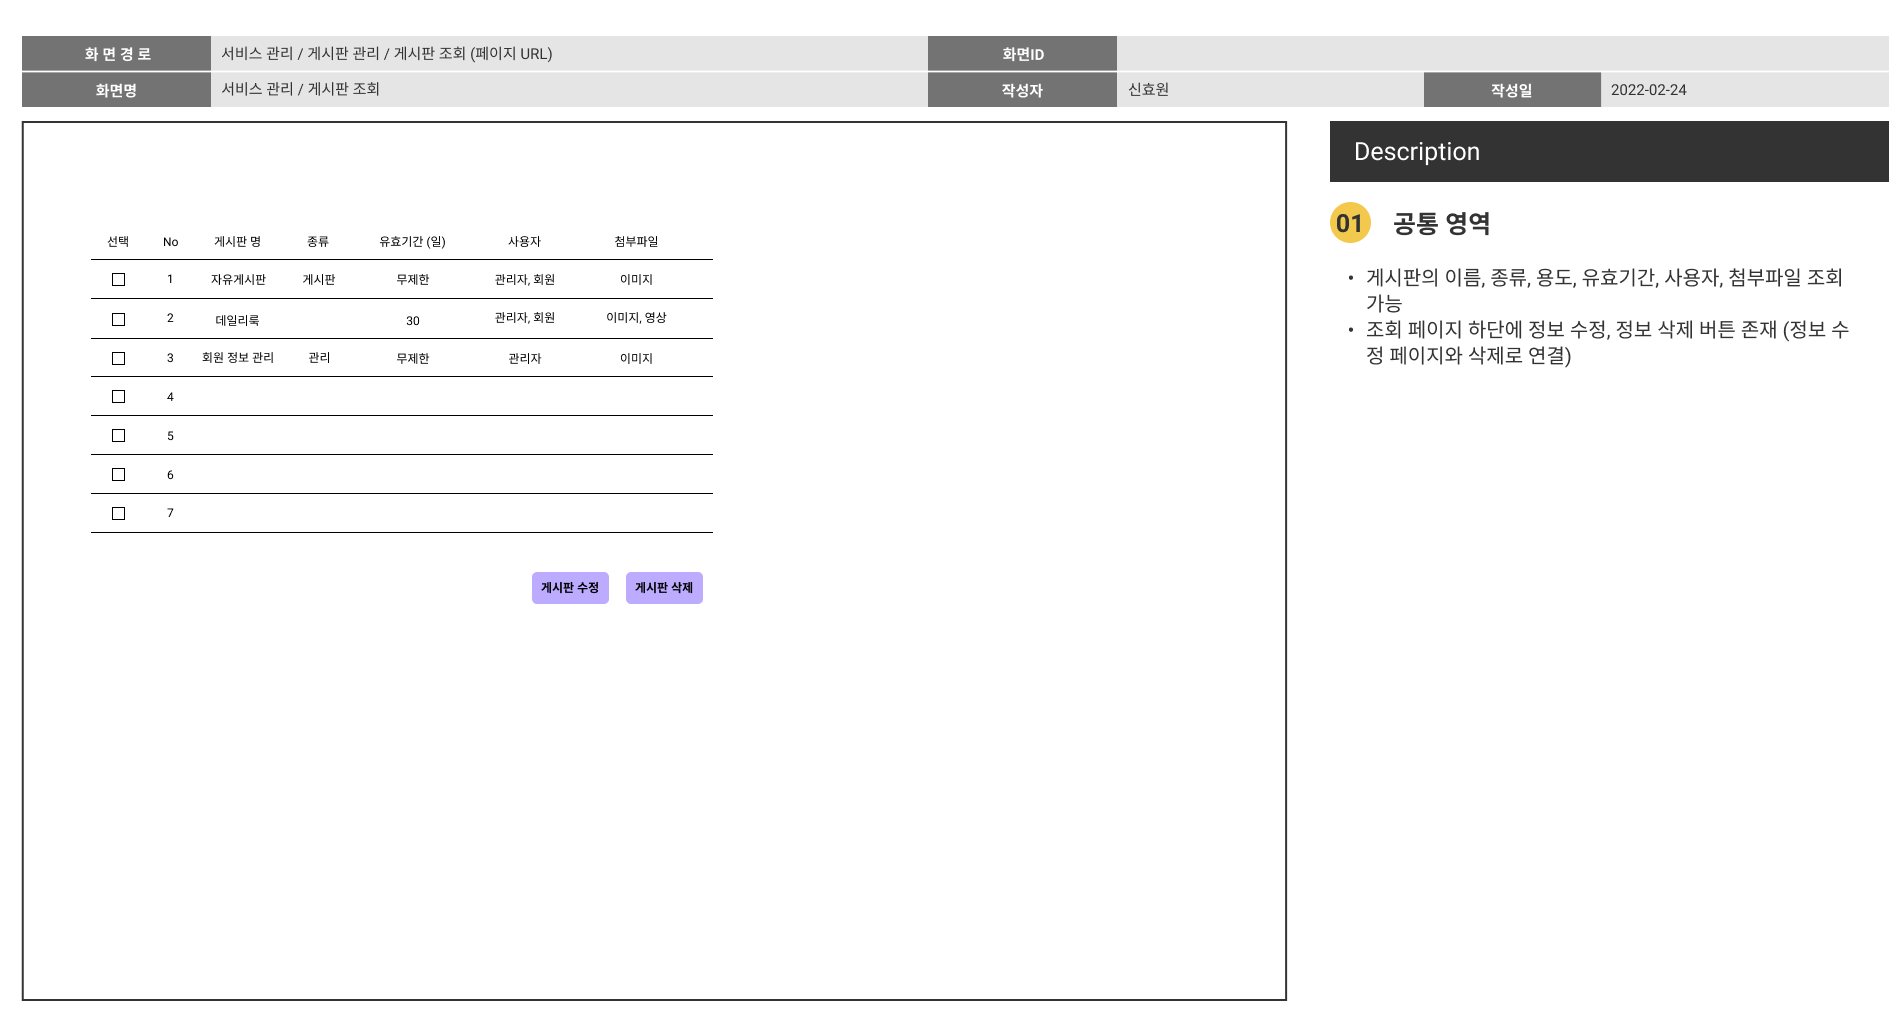 화 면 경 로 서비스 관리 / 게시판 관리 / 게시판 조회 (페이지 URL) 화면ID
화면명 서비스 관리 / 게시판 조회 작성자 신효원 작성일 2022-02-24
Description
01 공통 영역
• 게시판의 이름, 종류, 용도, 유효기간, 사용자, 첨부파일 조회
가능
• 조회 페이지 하단에 정보 수정, 정보 삭제 버튼 존재 (정보 수
정 페이지와 삭제로 연결)
선택 No 게시판 명 종류 유효기간 (일) 사용자 첨부파일
1 자유게시판 게시판 무제한 관리자, 회원 이미지
2 데일리룩 30 관리자, 회원 이미지, 영상
3 회원 정보 관리 관리 무제한 관리자 이미지
4
5
6
7
게시판 수정 게시판 삭제